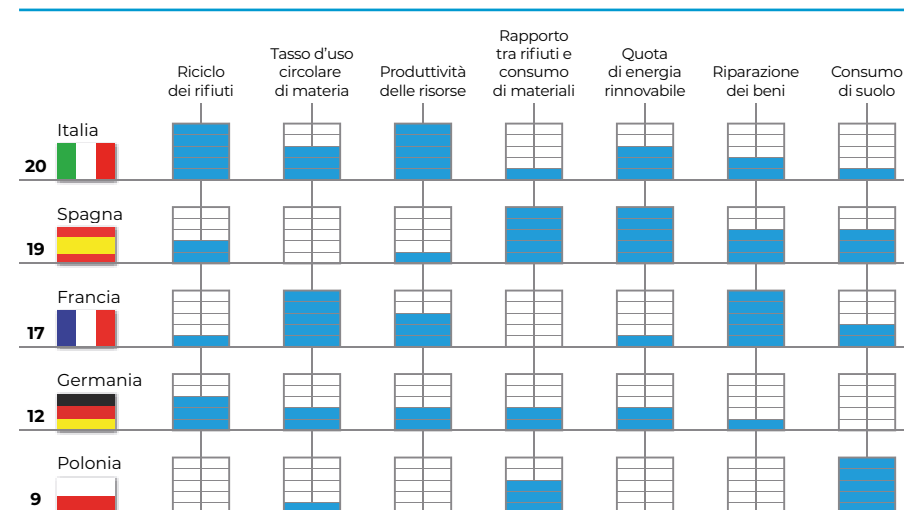 Riciclo
dei rifiuti
Tasso d’uso
circolare
di materia
Produttività
delle risorse
Rapporto
tra rifiuti e
consumo
di materiali
Quota
di energia
rinnovabile
Riparazione
dei beni
Consumo
di suolo
Italia
20
Spagna
19
Francia
17
Germania
12
Polonia
9